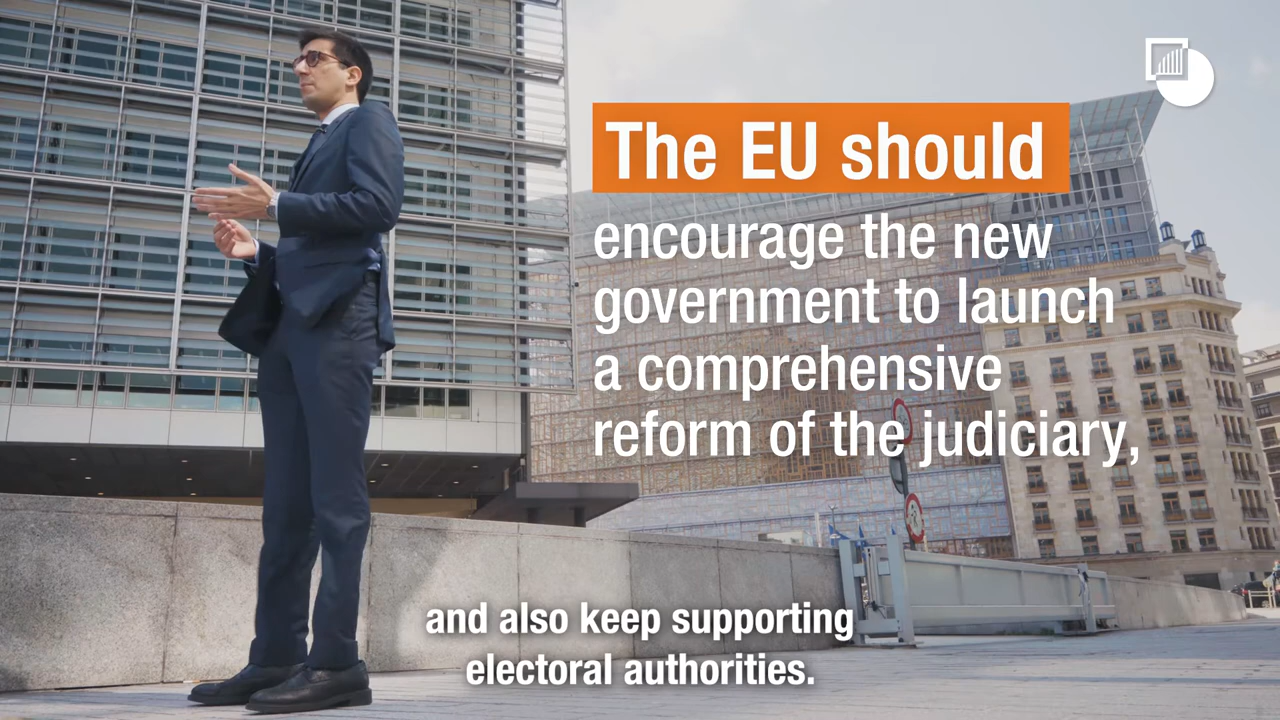 The EU should
encourage the new
government to launch
a comprehensive
reform of the judiciary,
and also keep supporting
electoral authorities.